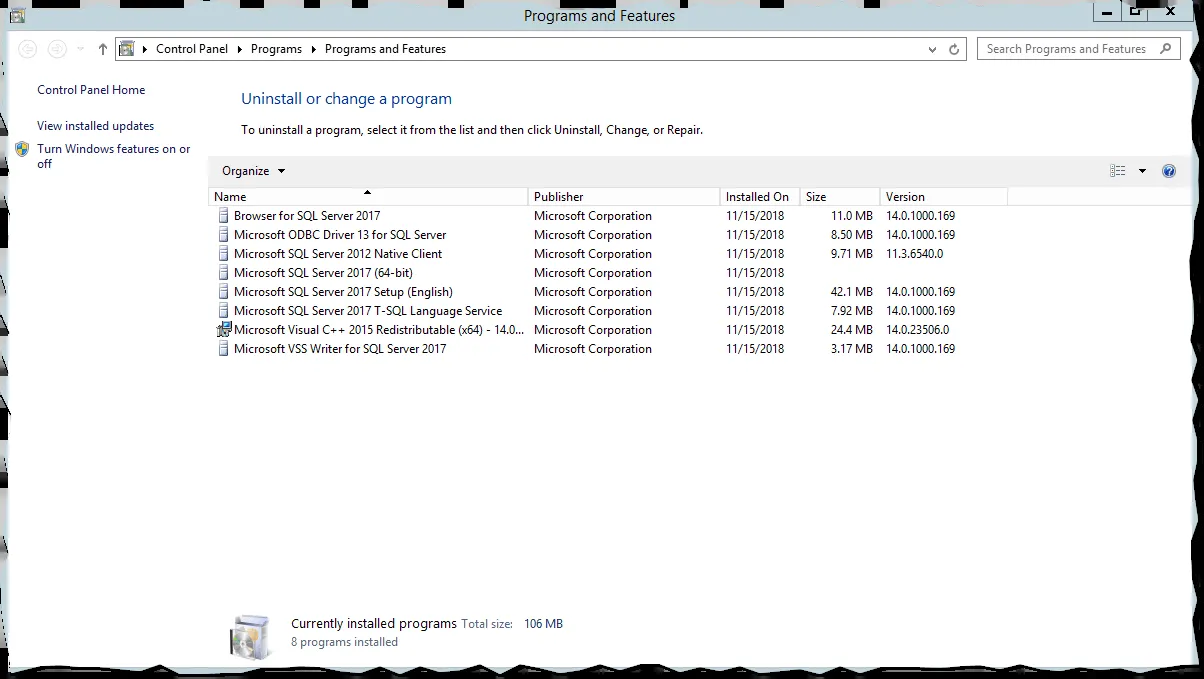 Programs and Features
Control Panel Programs Programs and Features
Search Programs and Features
Control Panel Home
View installed updates
Turn Windows features on or
off
Uninstall or change a program
To uninstall a program, select it from the list and then click Uninstall, Change, or Repair.
Organize
Name Publisher Installed On Size Version
Browser for SQL Server 2017 Microsoft Corporation 11/15/2018 11.0 MB 14.0.1000.169
Microsoft ODBC Driver 13 for SQL Server Microsoft Corporation 11/15/2018 8.50 MB 14.0.1000.169
Microsoft SQL Server 2012 Native Client Microsoft Corporation 11/15/2018 9.71 MB 11.3.6540.0
Microsoft SQL Server 2017 (64-bit) Microsoft Corporation 11/15/2018
Microsoft SQL Server 2017 Setup (English) Microsoft Corporation 11/15/2018 42.1 MB 14.0.1000.169
Microsoft SQL Server 2017 T-SQL Language Service Microsoft Corporation 11/15/2018 7.92 MB 14.0.1000.169
Microsoft Visual C++ 2015 Redistributable (x64) - 14.0... Microsoft Corporation 11/15/2018 24.4 MB 14.0.23506.0
Microsoft VSS Writer for SQL Server 2017 Microsoft Corporation 11/15/2018 3.17 MB 14.0.1000.169
Currently installed programs Total size: 106 MB
8 programs installed